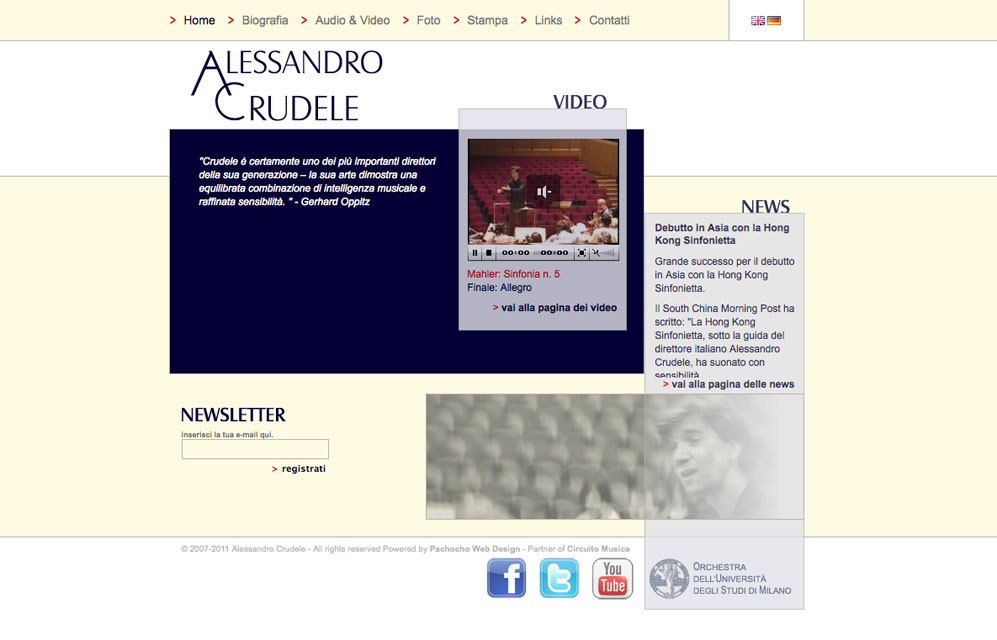 > Home > Biografia > Audio & Video > Foto > Stampa > Links > Contatti
ALESSANDRO
CRUDELE
VIDEO
"Crudele è certamente uno dei più importanti direttori
della sua generazione – la sua arte dimostra una
equilibrata combinazione di intelligenza musicale e
raffinata sensibilità. " - Gerhard Oppitz
00:00 00:00
Mahler: Sinfonia n. 5
Finale: Allegro
> vai alla pagina dei video
NEWS
Debutto in Asia con la Hong
Kong Sinfonietta
Grande successo per il debutto
in Asia con la Hong Kong
Sinfonietta.
Il South China Morning Post ha
scritto: "La Hong Kong
Sinfonietta, sotto la guida del
direttore italiano Alessandro
Crudele, ha suonato con
sensibilità
> vai alla pagina delle news
NEWSLETTER
inserisci la tua e-mail qui.
> registrati
© 2007-2011 Alessandro Crudele - All rights reserved Powered by Pachocho Web Design - Partner of Circuito Musica
f
t
You
Tube
ORCHESTRA
DELL'UNIVERSITÀ
DEGLI STUDI DI MILANO